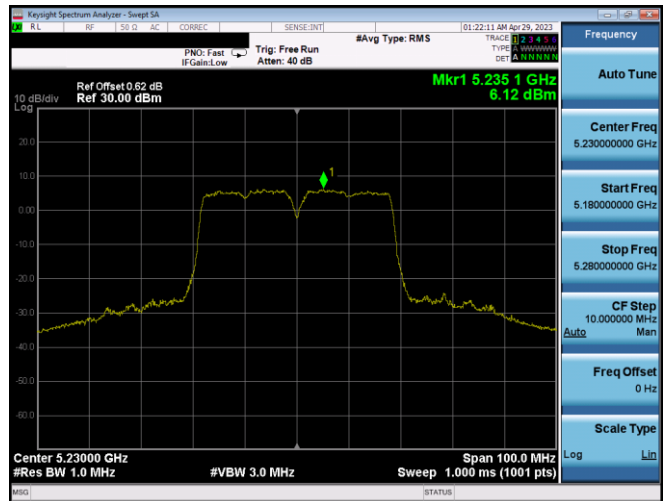 Keysight Spectrum Analyzer - Swept SA
RL RF 50 Ω AC CORREC SENSE:INT 01:22:11 AM Apr 29, 2023
#Avg Type: RMS
TRACE 1 2 3 4 5 6
TYPE A WWWWW
DET A N N N N N
PNO: Fast
IFGain:Low
Trig: Free Run
Atten: 40 dB
Mkr1 5.235 1 GHz
6.12 dBm
Ref Offset 0.62 dB
Ref 30.00 dBm
10 dB/div
Log
20.0
10.0
0.00
-10.0
-20.0
-30.0
-40.0
-50.0
-60.0
1
Center 5.23000 GHz
Span 100.0 MHz
#Res BW 1.0 MHz
#VBW 3.0 MHz
Sweep 1.000 ms (1001 pts)
MSG
STATUS
Frequency
Auto Tune
Center Freq
5.230000000 GHz
Start Freq
5.180000000 GHz
Stop Freq
5.280000000 GHz
CF Step
10.000000 MHz
Auto Man
Freq Offset
0 Hz
Scale Type
Log Lin